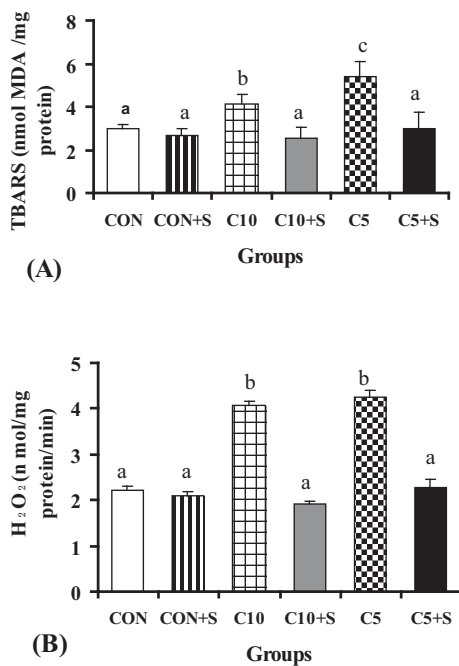 TBARS (nmol MDA /mg
protein)
8
6
4
2
0
a
a
b
a
c
a
CON CON+S C10 C10+S C5 C5+S
Groups
(A)
H₂O₂ (n mol/mg
protein/min)
5
4
3
2
1
0
a
a
b
a
b
a
CON CON+S C10 C10+S C5 C5+S
Groups
(B)